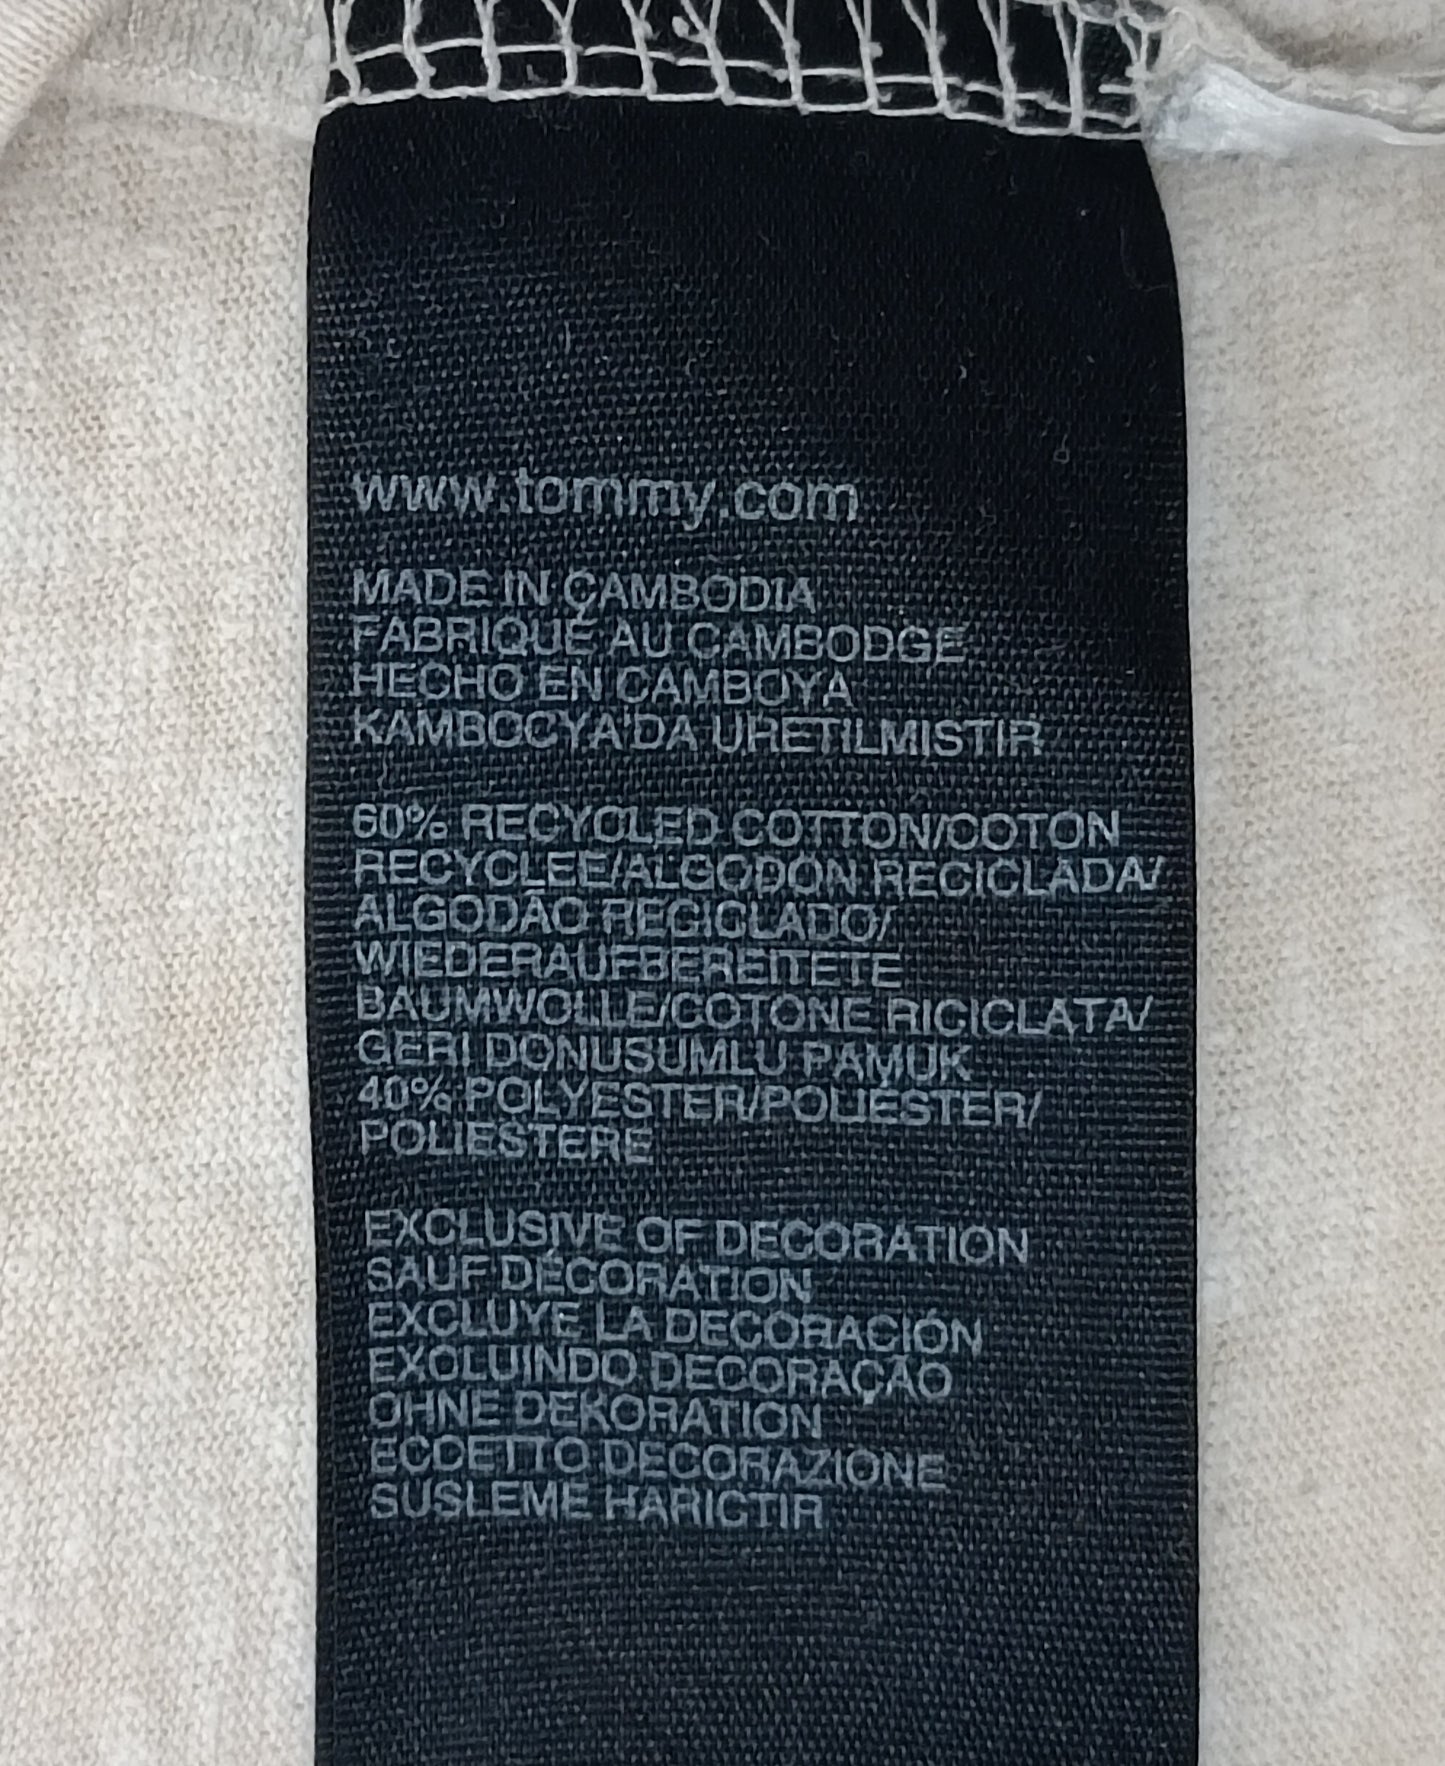 www.tommy.com
MADE IN CAMBODIA
FABRIQUÉ AU CAMBODGE
HECHO EN CAMBOYA
KAMBOCYA'DA URETILMISTIR
60% RECYCLED COTTON/COTON
RECYCLEE/ALGODÓN RECICLADA/
ALGODÃO RECICLADO/
WIEDERAUFBEREITETE
BAUMWOLLE/COTONE RICICLATA/
GERI DONUSUMLU PAMUK
40% POLYESTER/POLIÉSTER/
POLIESTERE
EXCLUSIVE OF DECORATION
SAUF DÉCORATION
EXCLUYE LA DECORACIÓN
EXCLUINDO DECORAÇÃO
OHNE DEKORATION
ECCETTO DECORAZIONE
SUSLEME HARICTIR